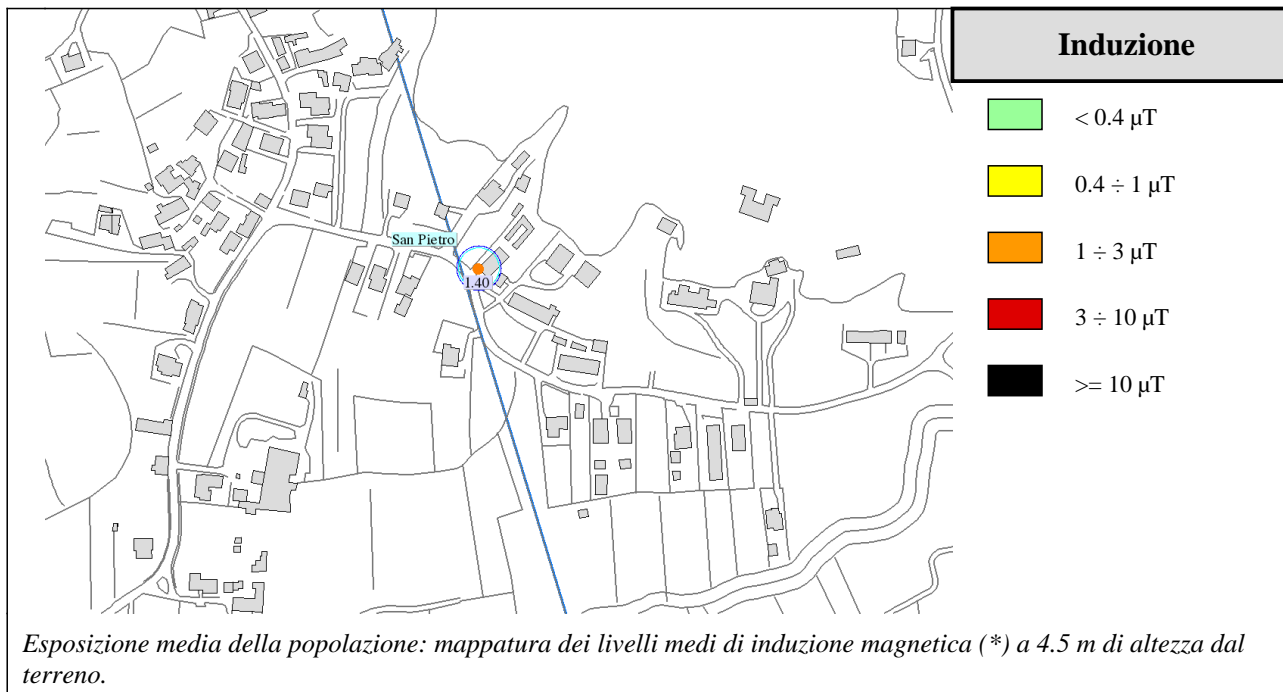 Induzione
< 0.4 µT
0.4 ÷ 1 µT
1 ÷ 3 µT
3 ÷ 10 µT
>= 10 µT
San Pietro
1.40
Esposizione media della popolazione: mappatura dei livelli medi di induzione magnetica (*) a 4.5 m di altezza dal
terreno.